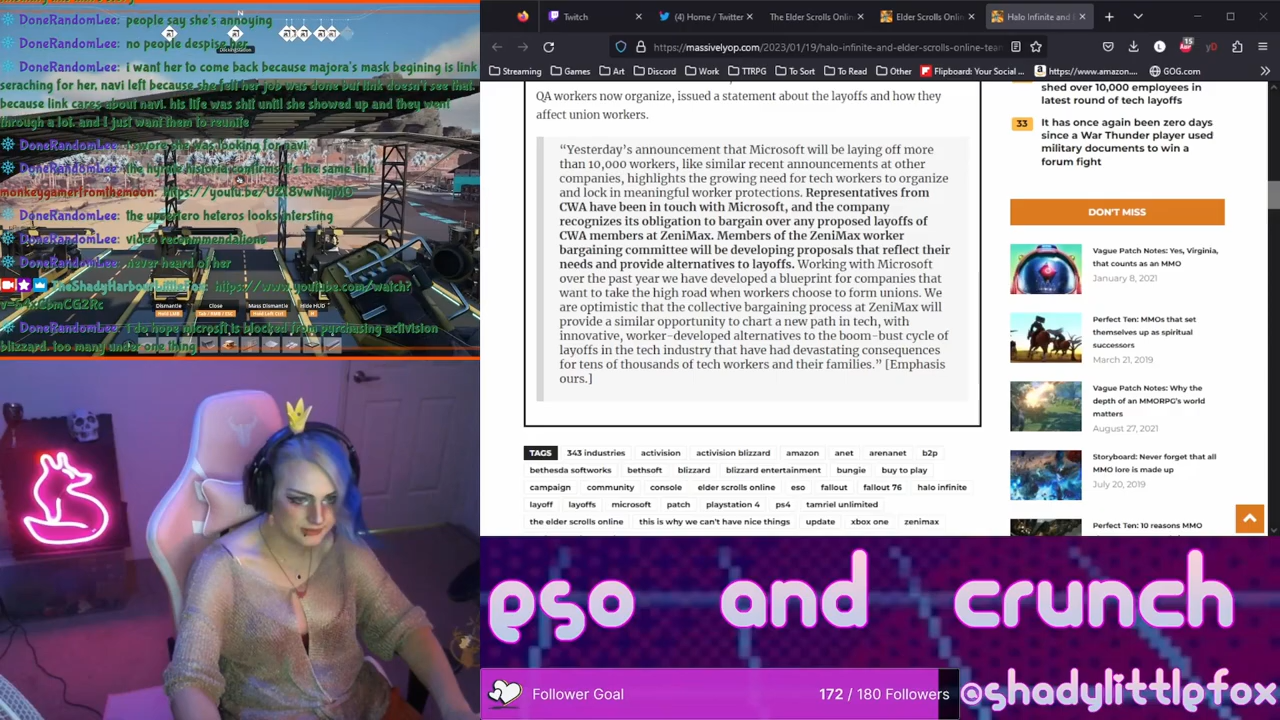 DoneRandomLee: people say she's annoying
DoneRandomLee: no people despise her
DoneRandomLee: i want her to come back because majora's mask begining is link
seraching for her, navi left because she felt her job was done but link doesn't see that.
because link cares about navi. his life was shit until she showed up and they went
through a lot. and I just want them to reunite
DoneRandomLee: i swore she was looking for navi
DoneRandomLee: the hyrule historia confirms it's the same link
monkeygamerfromthemoon:
DoneRandomLee: the upseriero heteros looks intersting
DoneRandomLee: video recommendations
DoneRandomLee: never heard of her
https://www.youtube.com/watch?
DoneRandomLee: I do hope microsfit is blocked from purchasing activision
blizzard. too many under one thing
N
Dismantle
Close
Mass Dismantle
Hide HUD
Twitch
(4) Home / Twitter
The Elder Scrolls Onlin
Elder Scrolls Onlin
Halo Infinite and
https://massivelyop.com/2023/01/19/halo-infinite-and-elder-scrolls-online-tean
15
Streaming
Games
Art
Discord
Work
TTRPG
To Sort
To Read
Other
Flipboard: Your Social ...
https://www.amazon....
GOG.com
QA workers now organize, issued a statement about the layoffs and how they
affect union workers.
“Yesterday’s announcement that Microsoft will be laying off more
than 10,000 workers, like similar recent announcements at other
companies, highlights the growing need for tech workers to organize
and lock in meaningful worker protections. Representatives from
CWA have been in touch with Microsoft, and the company
recognizes its obligation to bargain over any proposed layoffs of
CWA members at ZeniMax. Members of the ZeniMax worker
bargaining committee will be developing proposals that reflect their
needs and provide alternatives to layoffs. Working with Microsoft
over the past year we have developed a blueprint for companies that
want to take the high road when workers choose to form unions. We
are optimistic that the collective bargaining process at ZeniMax will
provide a similar opportunity to chart a new path in tech, with
innovative, worker-developed alternatives to the boom-bust cycle of
layoffs in the tech industry that have had devastating consequences
for tens of thousands of tech workers and their families.” [Emphasis
ours.]
TAGS 343 industries activision activision blizzard amazon anet arenanet b2p
bethesda softworks bethsoft blizzard blizzard entertainment bungie buy to play
campaign community console elder scrolls online eso fallout fallout 76 halo infinite
layoff layoffs microsoft patch playstation 4 ps4 tamriel unlimited
the elder scrolls online this is why we can't have nice things update xbox one zenimax
shed over 10,000 employees in
latest round of tech layoffs
33
It has once again been zero days
since a War Thunder player used
military documents to win a
forum fight
DON'T MISS
Vague Patch Notes: Yes, Virginia,
that counts as an MMO
January 8, 2021
Perfect Ten: MMOs that set
themselves up as spiritual
successors
March 21, 2019
Vague Patch Notes: Why the
depth of an MMORPG's world
matters
August 27, 2021
Storyboard: Never forget that all
MMO lore is made up
July 20, 2019
Perfect Ten: 10 reasons MMO
pso and crunch
Follower Goal
172 / 180 Followers
@shadylittlefox